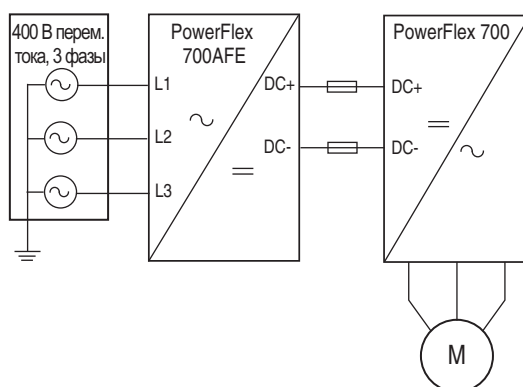 400 В перем.
тока, 3 фазы
PowerFlex
700AFE
PowerFlex 700
L1
DC+
DC+
L2
DC-
DC-
L3
M